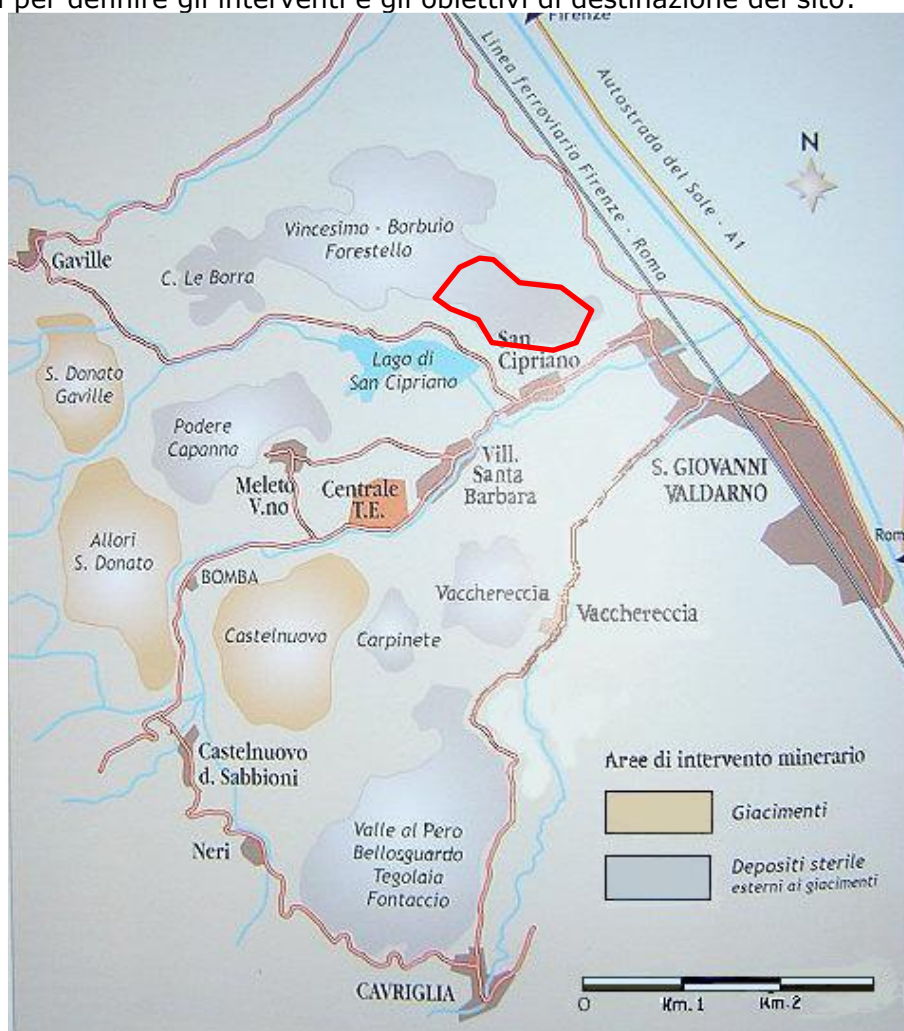 per definire gli interventi e gli obiettivi di destinazione del sito.
Firenze
Linea ferroviaria Firenze - Roma
Autostrada del Sole - A1
N
Vincesimo - Borbuio
Forestello
Gaville
C. Le Borra
San
Cipriano
Lago di
San Cipriano
S. Donato
Gaville
Podere
Capanna
Meleto
V.no
Centrale
T.E.
Vill.
Santa
Barbara
S. GIOVANNI
VALDARNO
Allori
S. Donato
BOMBA
Roma
Castelnuovo
Carpinete
Vacchereccia
Vacchereccia
Castelnuovo
d. Sabbioni
Neri
Valle al Pero
Bellosguardo
Tegolaia
Fontaccio
CAVRIGLIA
Aree di intervento minerario
Giacimenti
Depositi sterile
esterni ai giacimenti
0 Km. 1 Km. 2